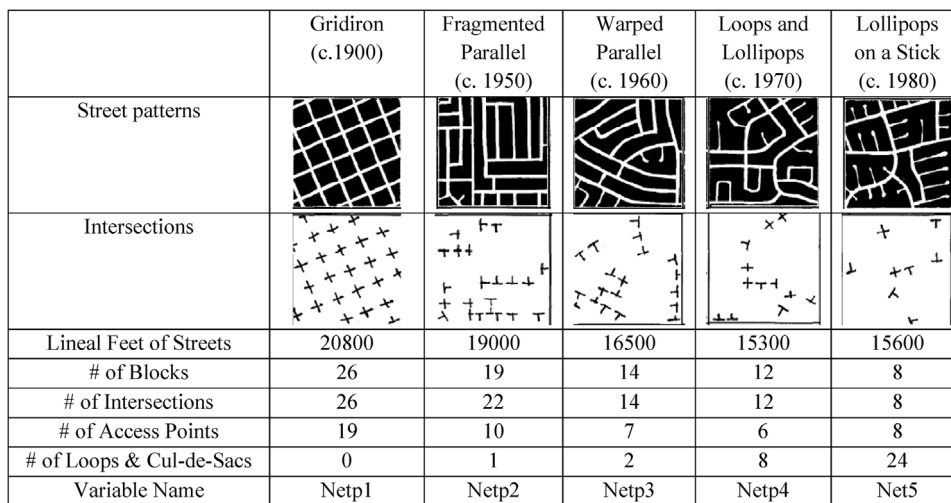 Gridiron
(c.1900)
Fragmented
Parallel
(c. 1950)
Warped
Parallel
(c. 1960)
Loops and
Lollipops
(c. 1970)
Lollipops
on a Stick
(c. 1980)
Street patterns
Intersections
Lineal Feet of Streets 20800 19000 16500 15300 15600
# of Blocks 26 19 14 12 8
# of Intersections 26 22 14 12 8
# of Access Points 19 10 7 6 8
# of Loops & Cul-de-Sacs 0 1 2 8 24
Variable Name Netp1 Netp2 Netp3 Netp4 Net5